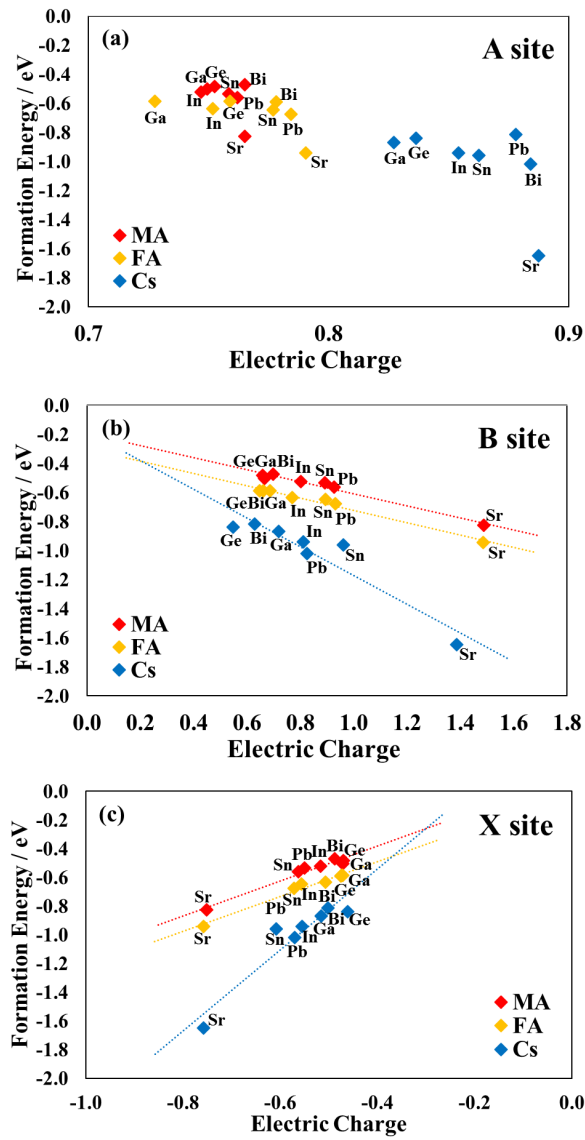 0.0
(a)
A site
-0.2
-0.4
Ga Ge Sn Bi
Bi
-0.6
In Pb
Ga In Ge Sn Pb
-0.8
Sr
Ga Ge In Sn Pb
-1.0
Sr
Bi
-1.2
-1.4
MA
-1.6
FA
Sr
-1.8
Cs
-2.0
0.7 0.8 0.9
Formation Energy / eV
Electric Charge
0.0
(b)
B site
-0.2
-0.4
GeGaBi In Sn Pb
-0.6
GeBiGa In Sn Pb
-0.8
Sr
Ge Bi Ga In Sn
-1.0
Sr
Pb
-1.2
-1.4
MA
-1.6
FA
Sr
-1.8
Cs
-2.0
0.0 0.2 0.4 0.6 0.8 1.0 1.2 1.4 1.6 1.8
Formation Energy / eV
Electric Charge
0.0
(c)
X site
-0.2
-0.4
Sn Pb In Bi Ge
Ga
-0.6
Pb Sn In Bi Ge Ga
-0.8
Sr
Sn Pb In Ga Bi Ge
-1.0
Sr
-1.2
-1.4
MA
-1.6
Sr
FA
-1.8
Cs
-2.0
-1.0 -0.8 -0.6 -0.4 -0.2 0.0
Formation Energy / eV
Electric Charge